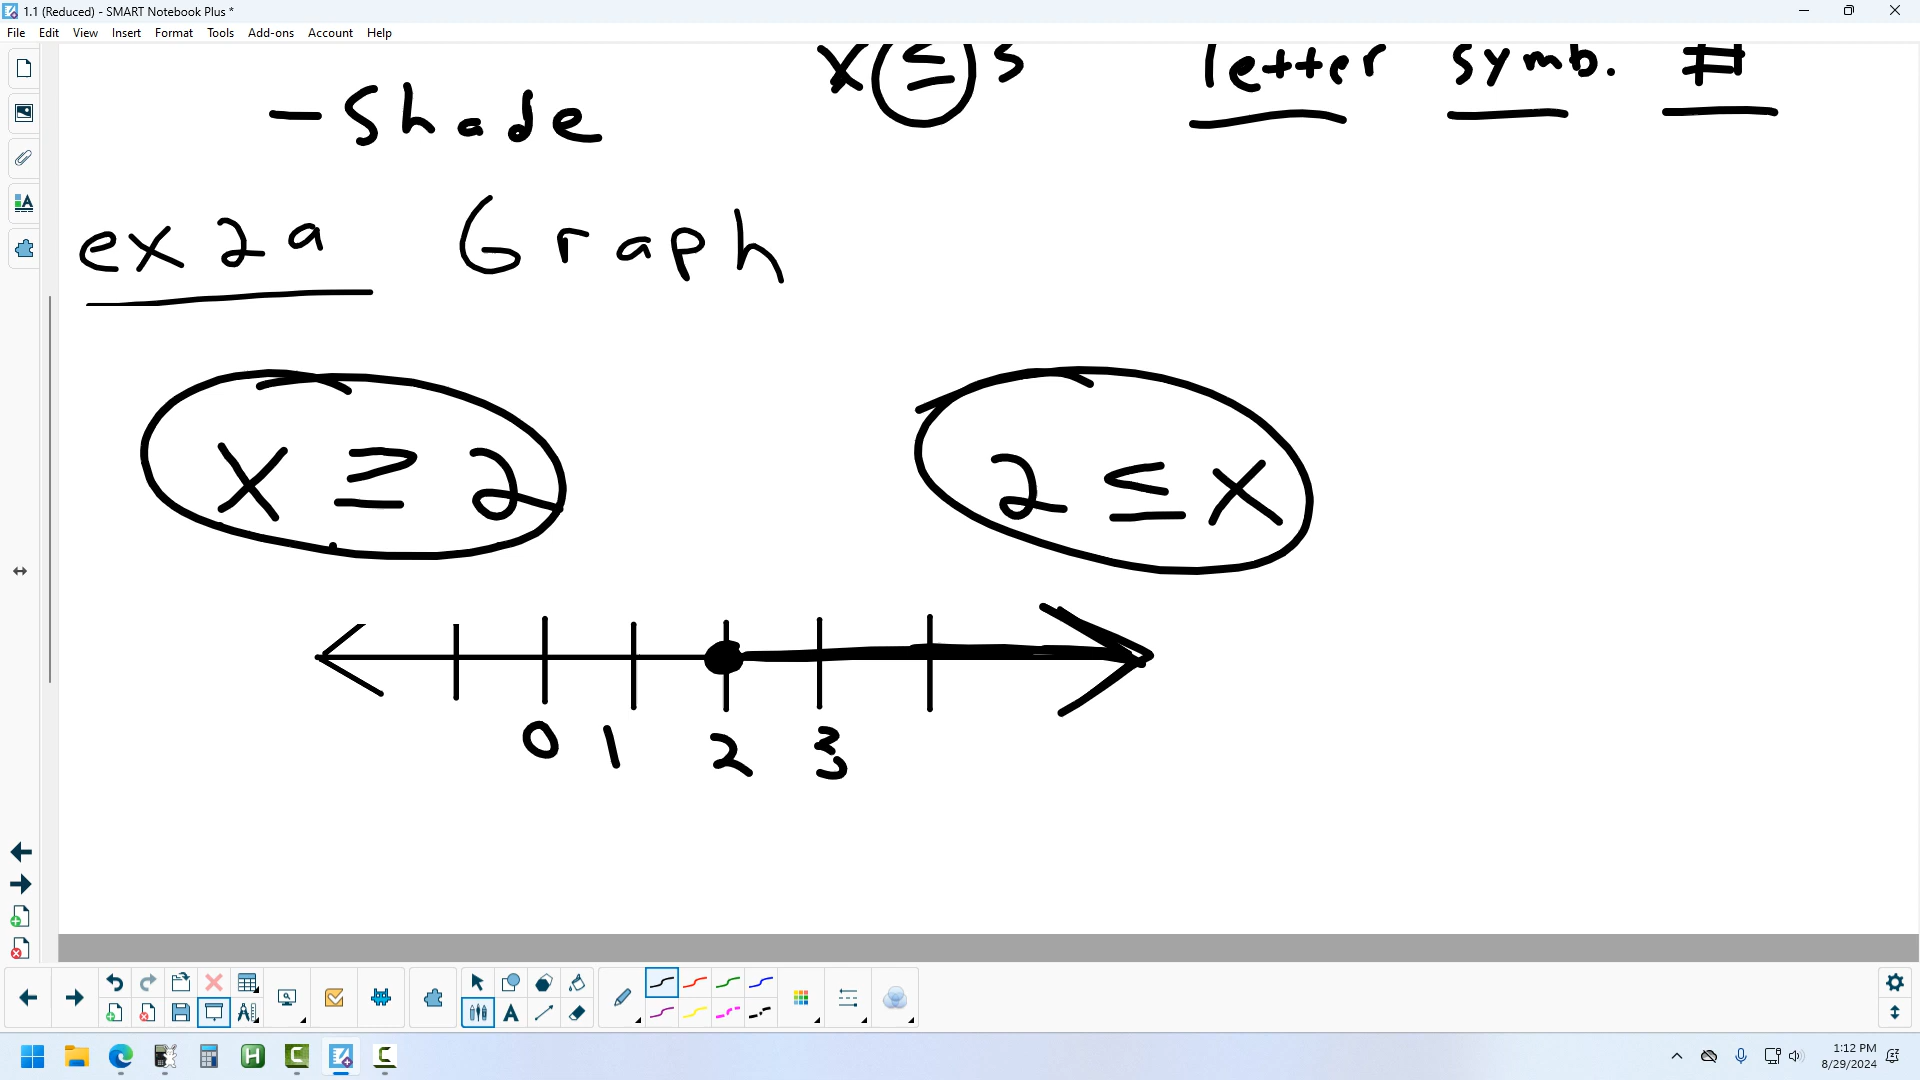 1.1 (Reduced) - SMART Notebook Plus *
File Edit View Insert Format Tools Add-ons Account Help
x ≤ 5 letter symb. #
- Shade
ex 2a Graph
x ≥ 2 2 ≤ x
0 1 2 3
1:12 PM
8/29/2024